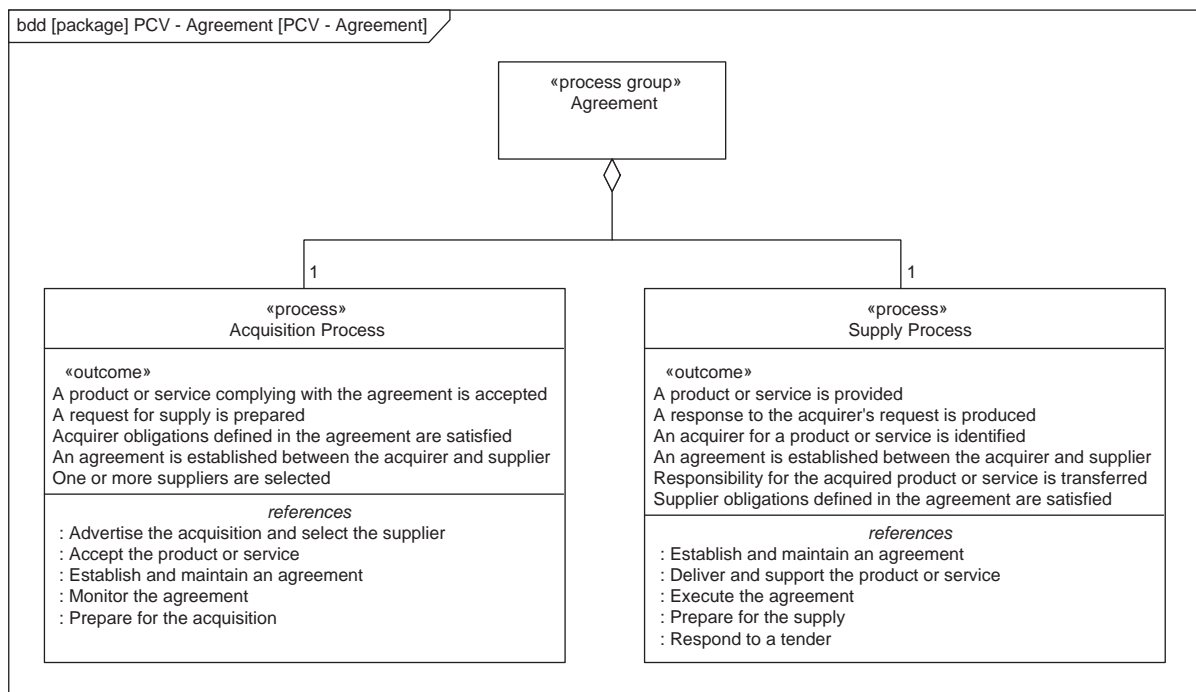 bdd [package] PCV - Agreement [PCV - Agreement]
«process group»
Agreement
1
1
«process»
Acquisition Process
«outcome»
A product or service complying with the agreement is accepted
A request for supply is prepared
Acquirer obligations defined in the agreement are satisfied
An agreement is established between the acquirer and supplier
One or more suppliers are selected
references
: Advertise the acquisition and select the supplier
: Accept the product or service
: Establish and maintain an agreement
: Monitor the agreement
: Prepare for the acquisition
«process»
Supply Process
«outcome»
A product or service is provided
A response to the acquirer's request is produced
An acquirer for a product or service is identified
An agreement is established between the acquirer and supplier
Responsibility for the acquired product or service is transferred
Supplier obligations defined in the agreement are satisfied
references
: Establish and maintain an agreement
: Deliver and support the product or service
: Execute the agreement
: Prepare for the supply
: Respond to a tender